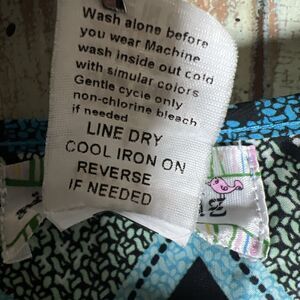 Wash alone before
you wear Machine
wash inside out cold
with simular colors
Gentle cycle only
non-chlorine bleach
if needed
LINE DRY
COOL IRON ON
REVERSE
IF NEEDED